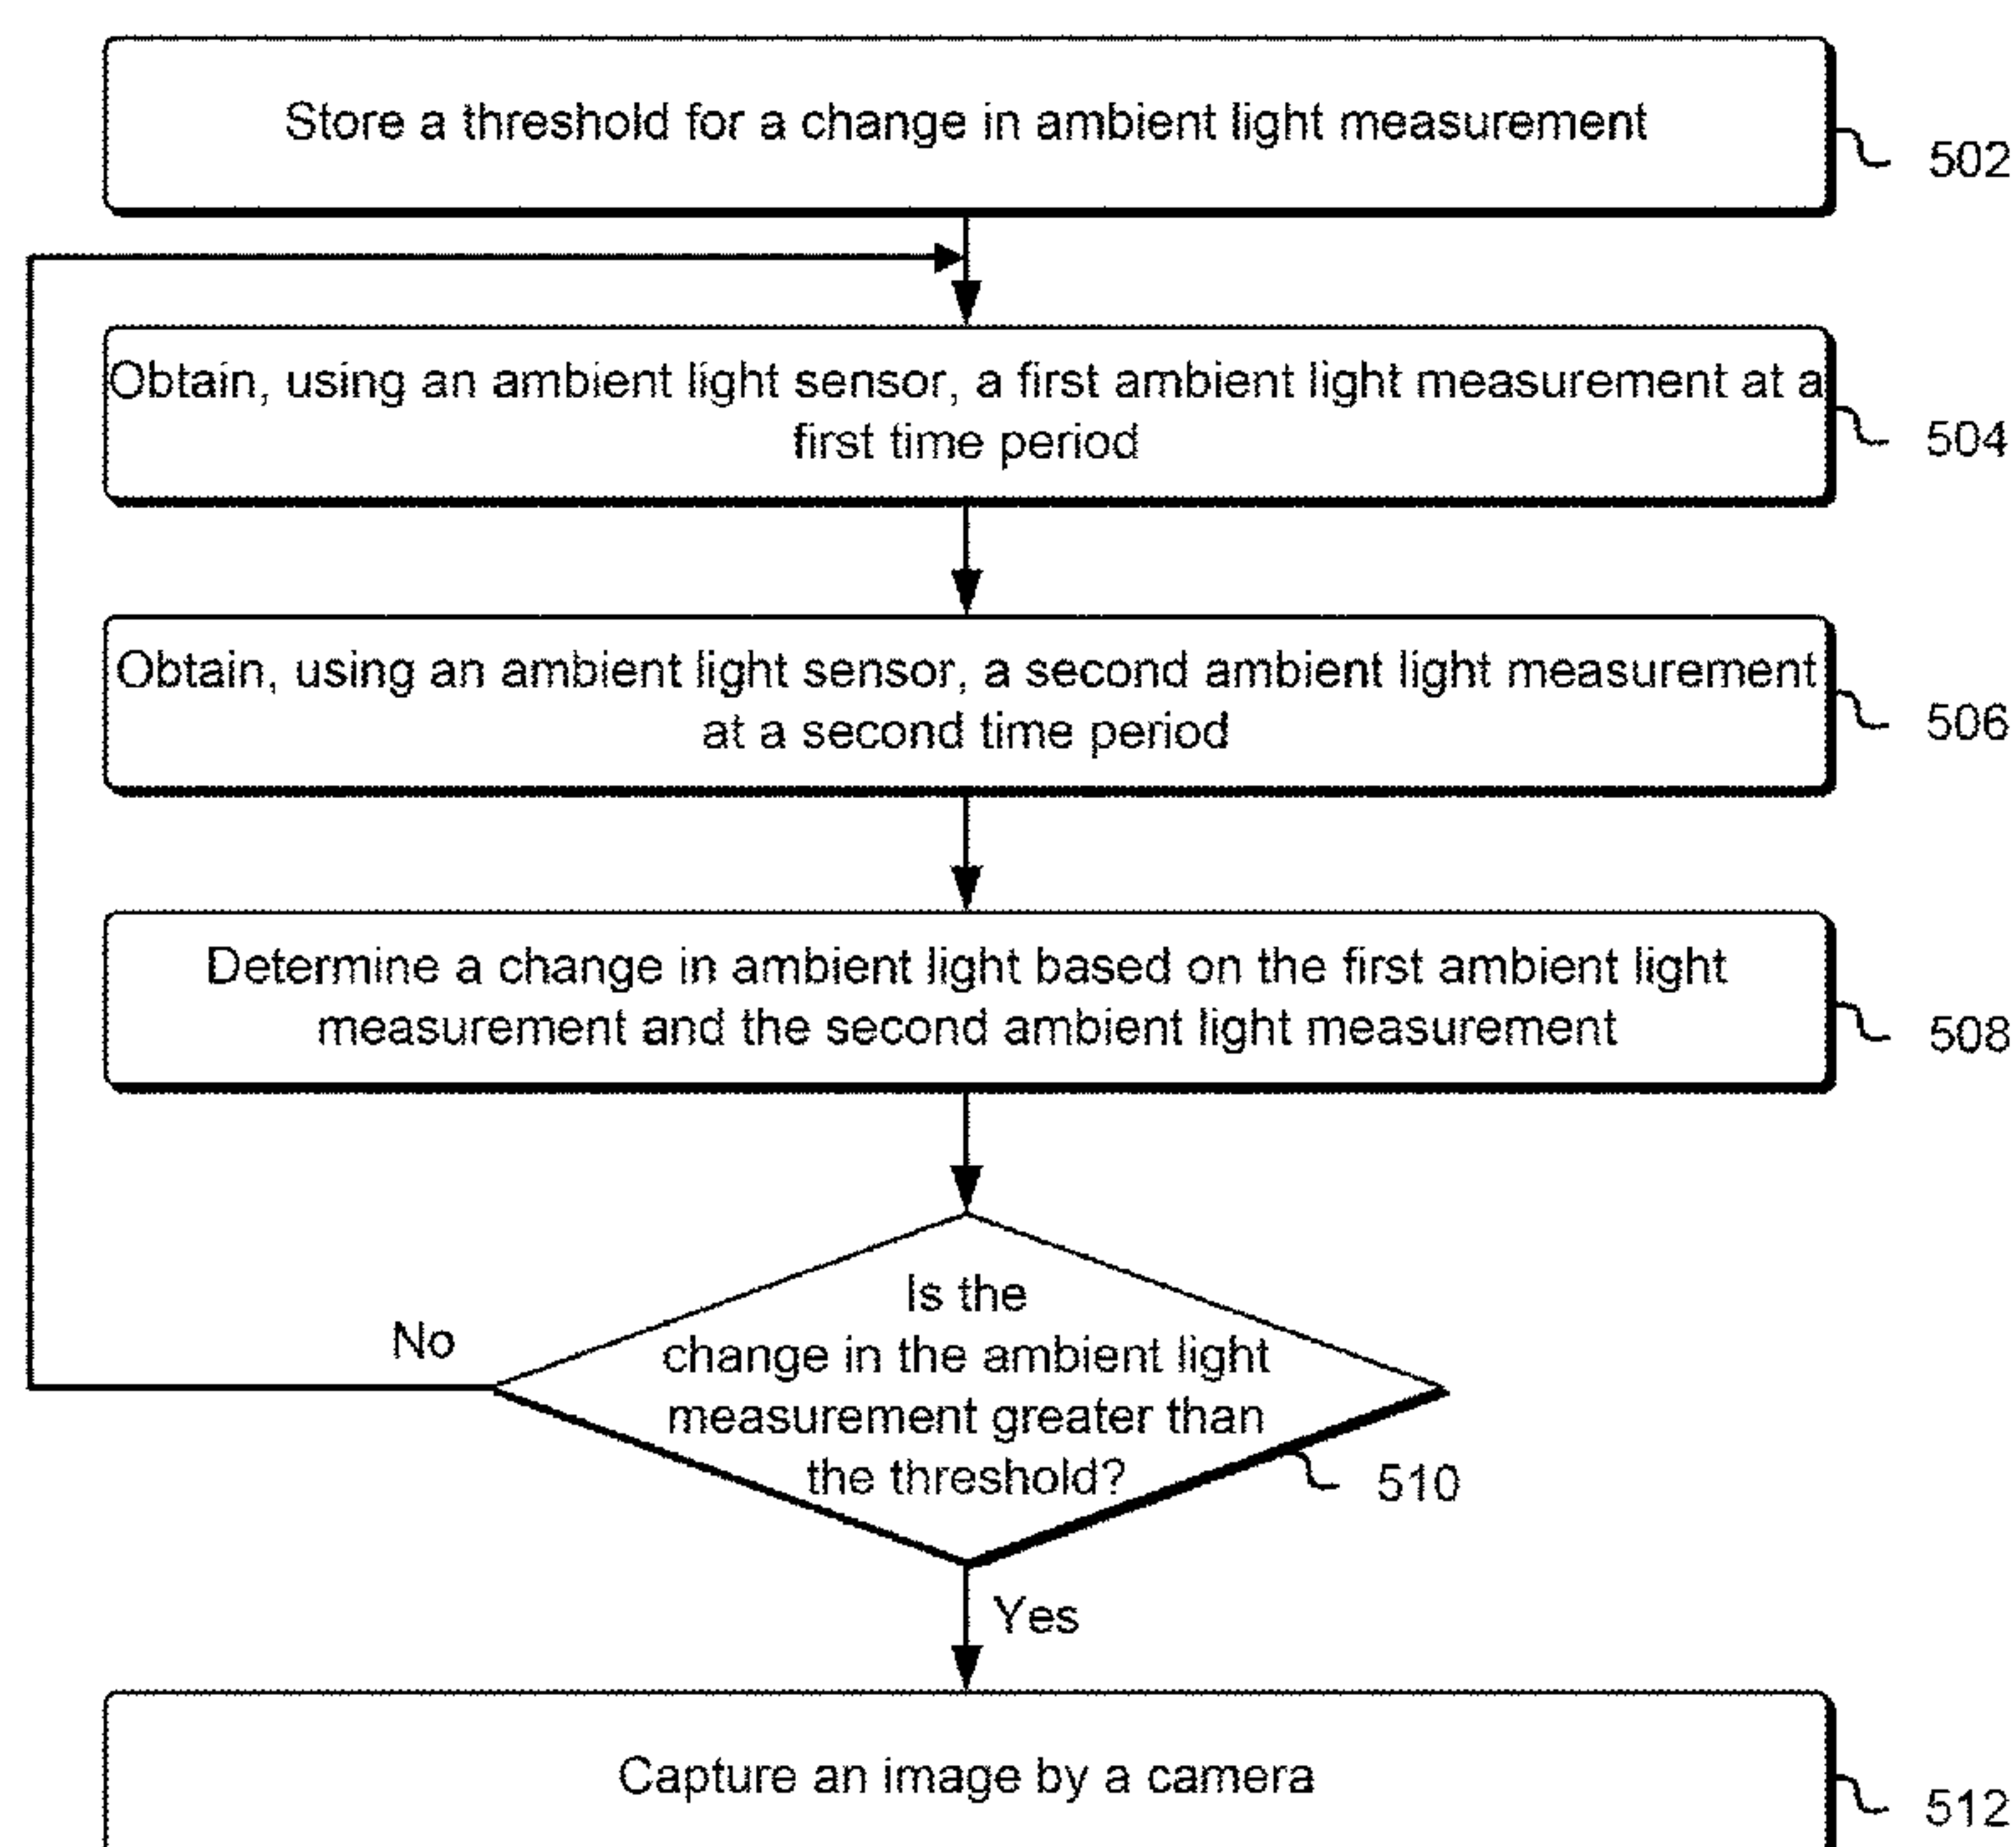 Store a threshold for a change in ambient light measurement
502
Obtain, using an ambient light sensor, a first ambient light measurement at a
first time period
504
Obtain, using an ambient light sensor, a second ambient light measurement
at a second time period
506
Determine a change in ambient light based on the first ambient light
measurement and the second ambient light measurement
508
Is the
change in the ambient light
measurement greater than
the threshold?
No
510
Yes
Capture an image by a camera
512